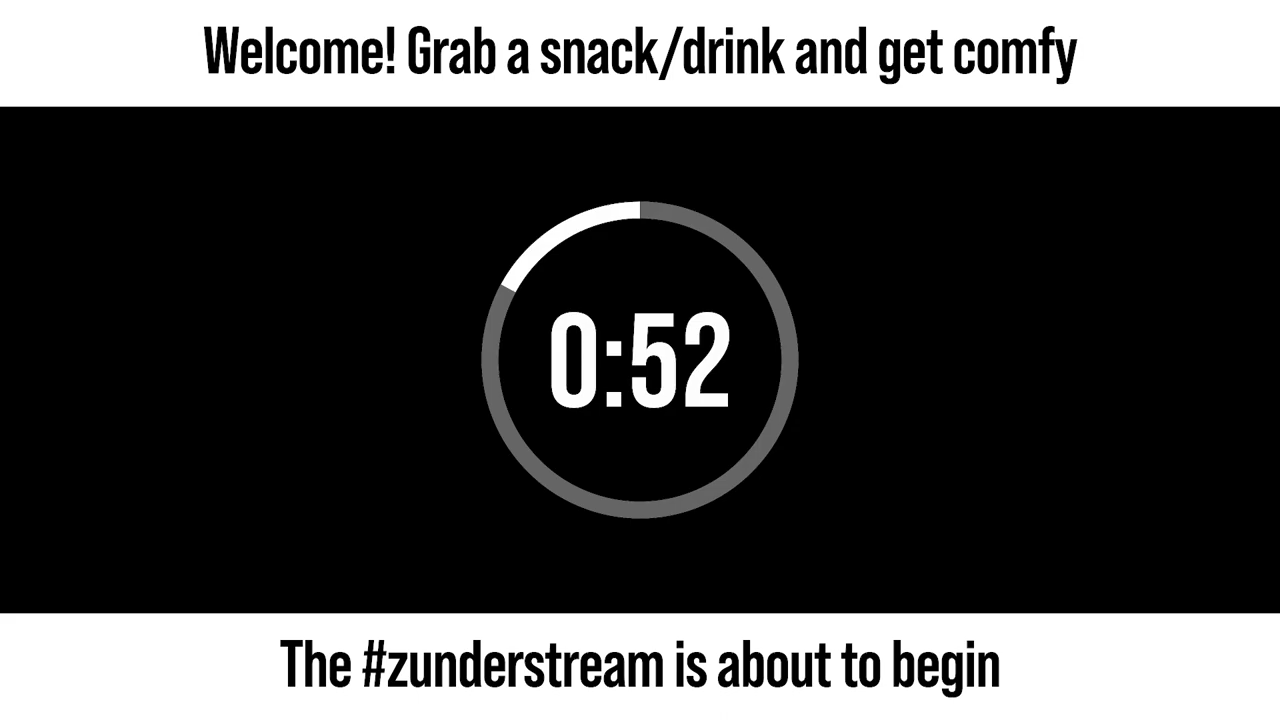 Welcome! Grab a snack/drink and get comfy
0:52
The #zunderstream is about to begin